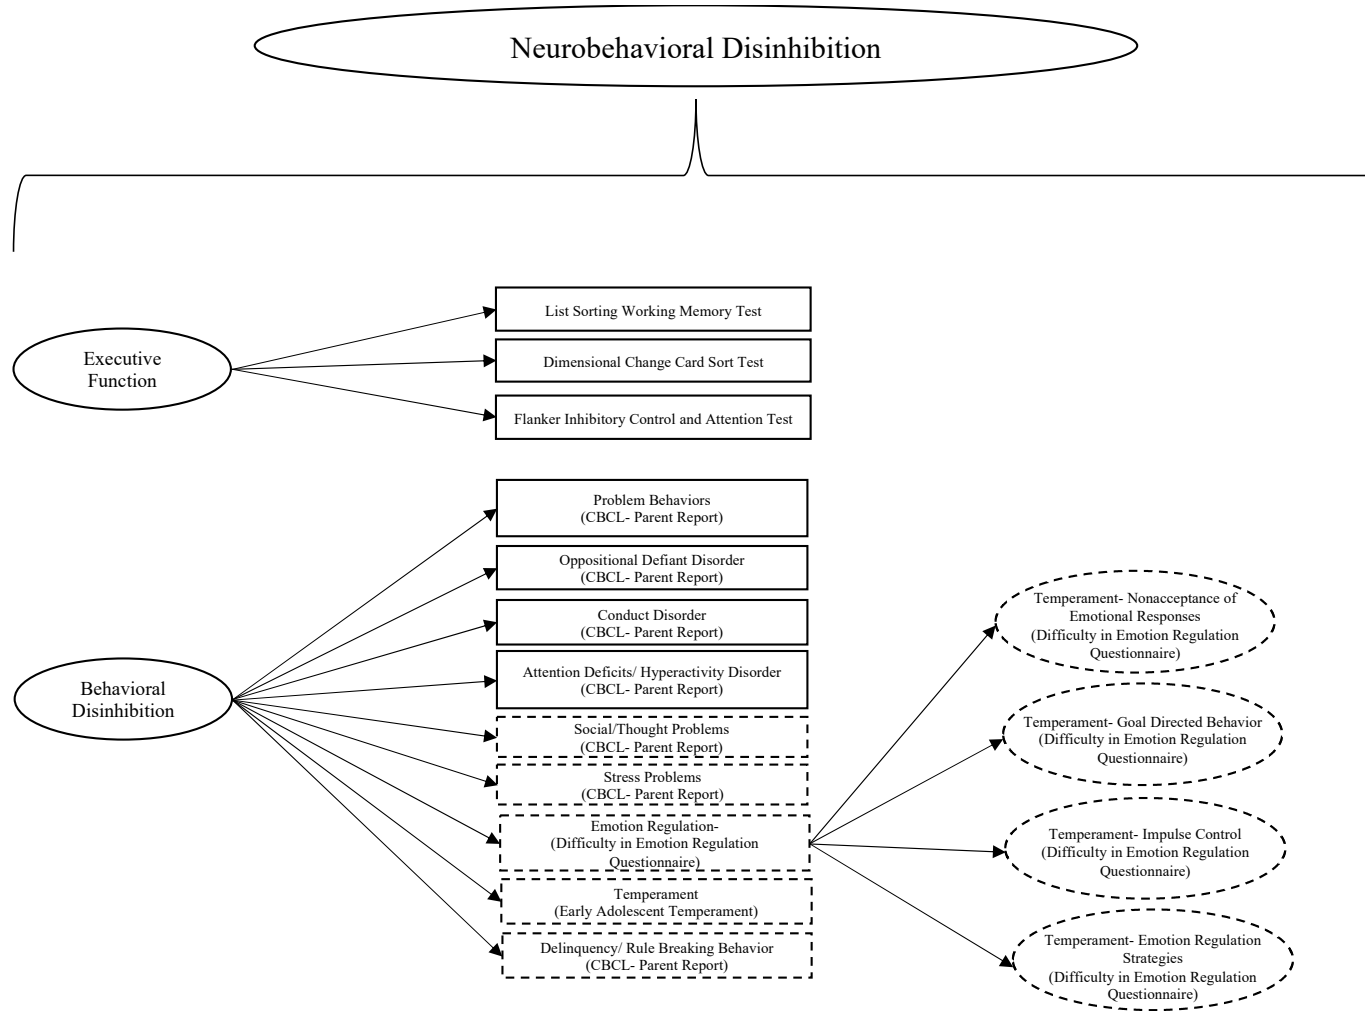 Neurobehavioral Disinhibition
Executive
Function
List Sorting Working Memory Test
Dimensional Change Card Sort Test
Flanker Inhibitory Control and Attention Test
Behavioral
Disinhibition
Problem Behaviors
(CBCL- Parent Report)
Oppositional Defiant Disorder
(CBCL- Parent Report)
Conduct Disorder
(CBCL- Parent Report)
Attention Deficits/ Hyperactivity Disorder
(CBCL- Parent Report)
Social/Thought Problems
(CBCL- Parent Report)
Stress Problems
(CBCL- Parent Report)
Emotion Regulation-
(Difficulty in Emotion Regulation
Questionnaire)
Temperament
(Early Adolescent Temperament)
Delinquency/ Rule Breaking Behavior
(CBCL- Parent Report)
Temperament- Nonacceptance of
Emotional Responses
(Difficulty in Emotion Regulation
Questionnaire)
Temperament- Goal Directed Behavior
(Difficulty in Emotion Regulation
Questionnaire)
Temperament- Impulse Control
(Difficulty in Emotion Regulation
Questionnaire)
Temperament- Emotion Regulation
Strategies
(Difficulty in Emotion Regulation
Questionnaire)